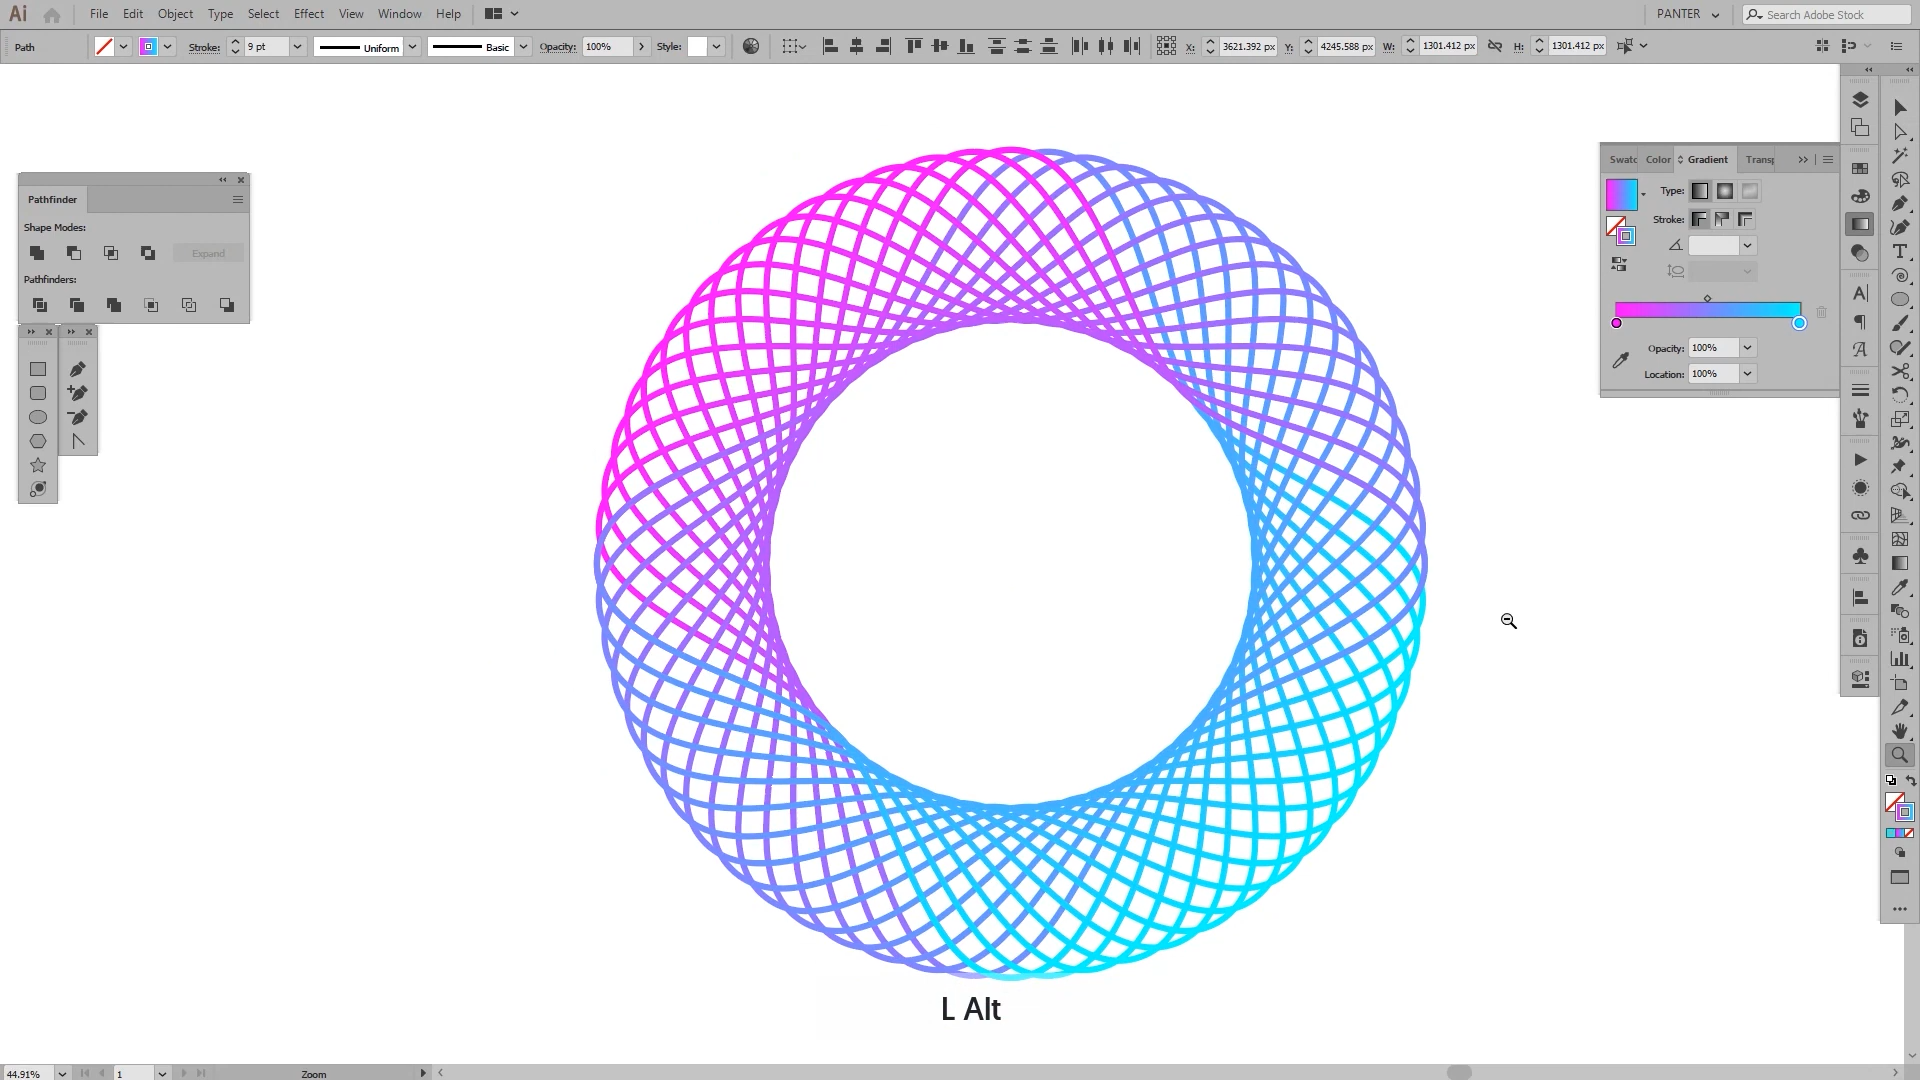 Ai File Edit Object Type Select Effect View Window Help PANTER Search Adobe Stock
Path Stroke: 9 pt Uniform Basic Opacity: 100% Style: X: 3621.392 px Y: 4245.588 px W: 1301.412 px H: 1301.412 px
Pathfinder
Shape Modes:
Expand
Pathfinders:
Swatc Color Gradient Transp
Type:
Stroke:
Opacity: 100%
Location: 100%
L Alt
44.91% 1 Zoom